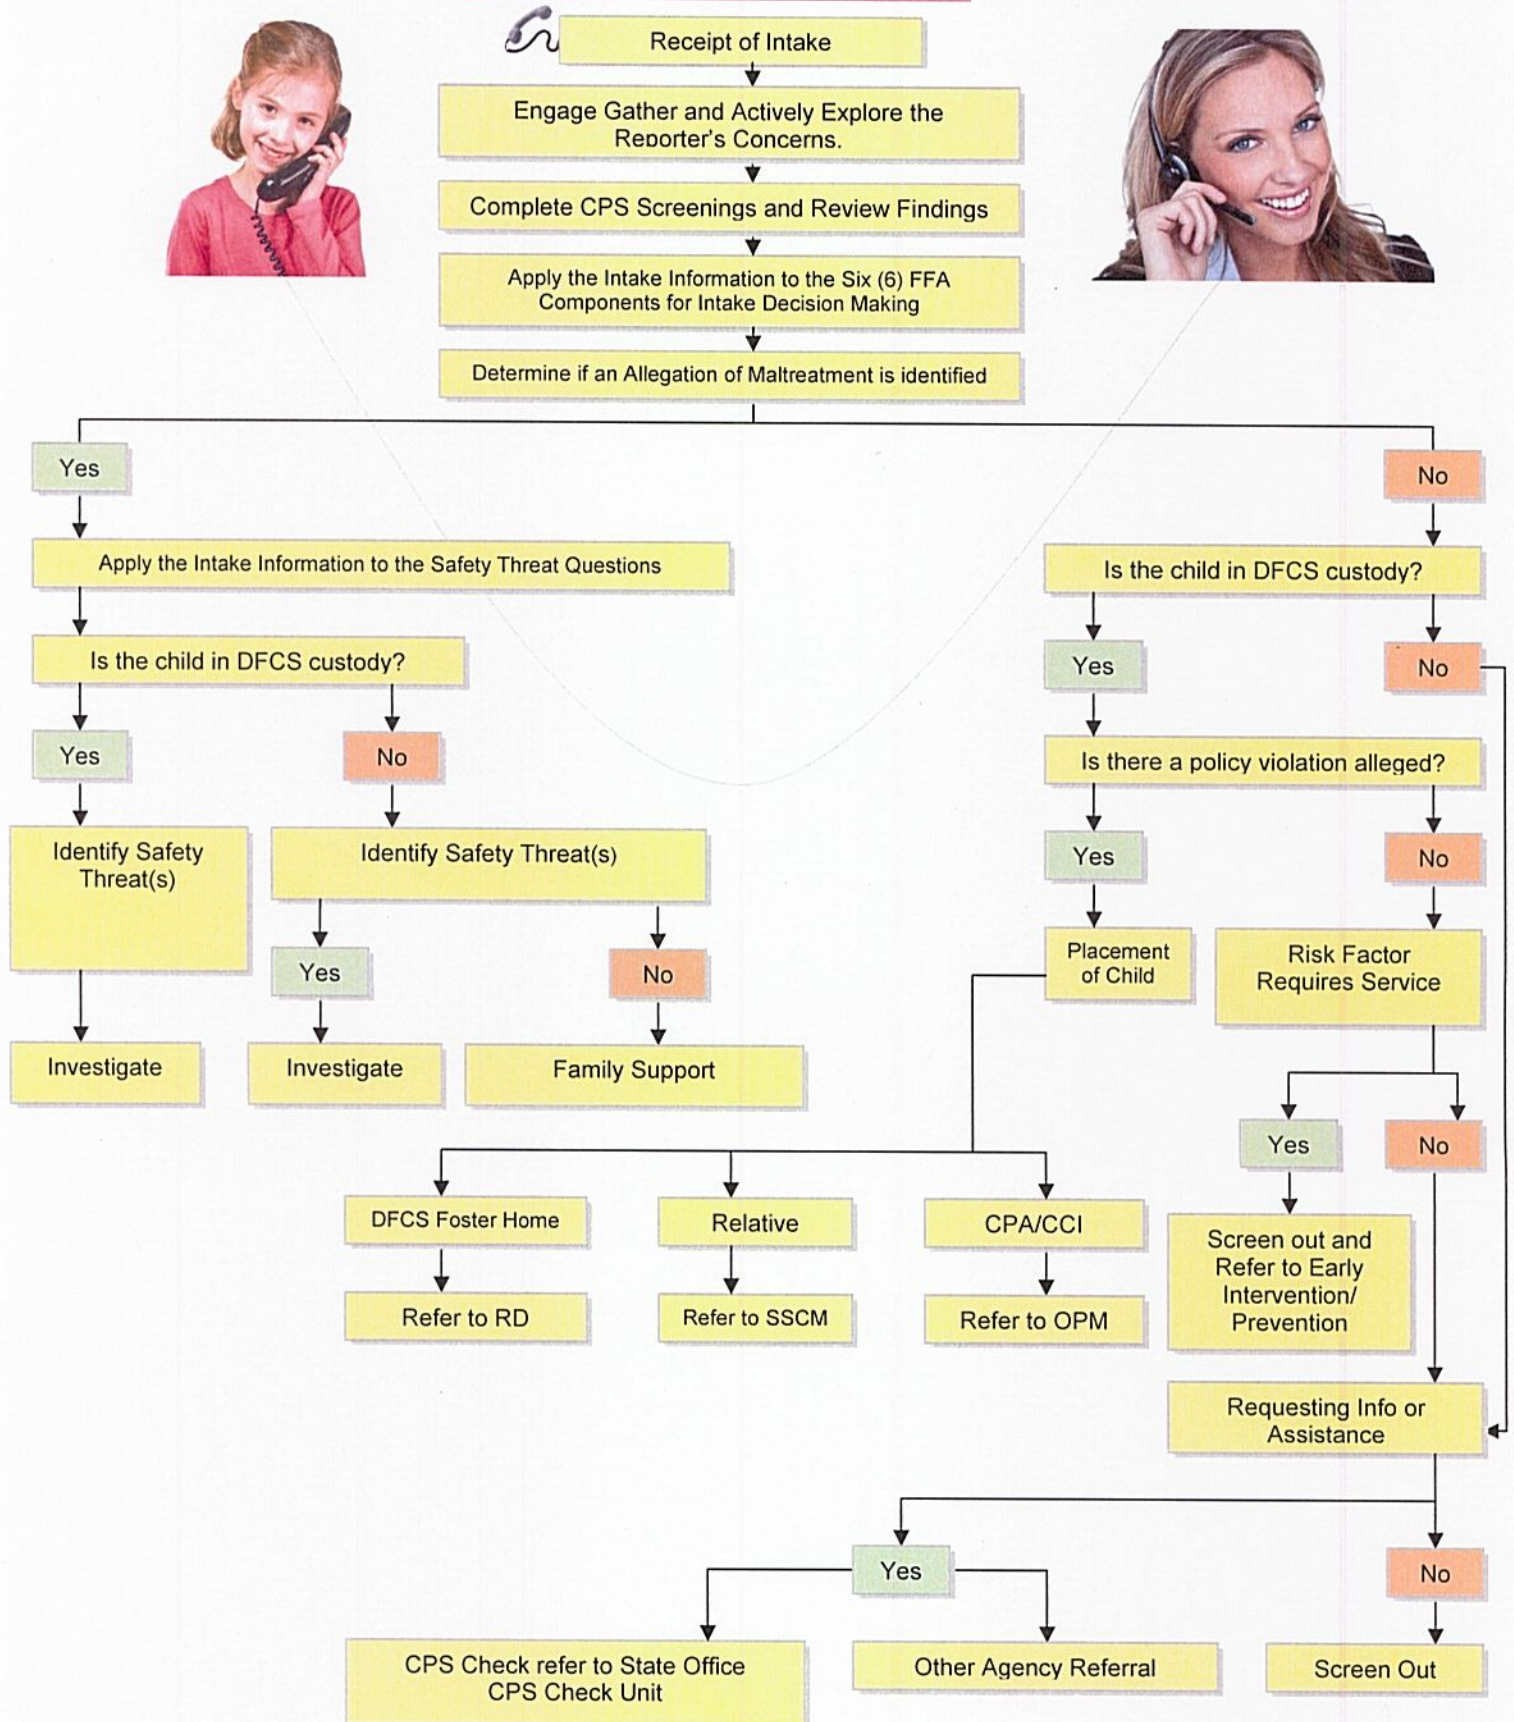 Receipt of Intake
Engage Gather and Actively Explore the
Reporter's Concerns.
Complete CPS Screenings and Review Findings
Apply the Intake Information to the Six (6) FFA
Components for Intake Decision Making
Determine if an Allegation of Maltreatment is identified
Yes
No
Apply the Intake Information to the Safety Threat Questions
Is the child in DFCS custody?
Is the child in DFCS custody?
Yes
No
Yes
No
Is there a policy violation alleged?
Identify Safety
Threat(s)
Identify Safety Threat(s)
Yes
No
Placement
of Child
Risk Factor
Requires Service
Yes
No
Investigate
Investigate
Family Support
Yes
No
DFCS Foster Home
Relative
CPA/CCI
Screen out and
Refer to Early
Intervention/
Prevention
Refer to RD
Refer to SSCM
Refer to OPM
Requesting Info or
Assistance
Yes
No
CPS Check refer to State Office
CPS Check Unit
Other Agency Referral
Screen Out